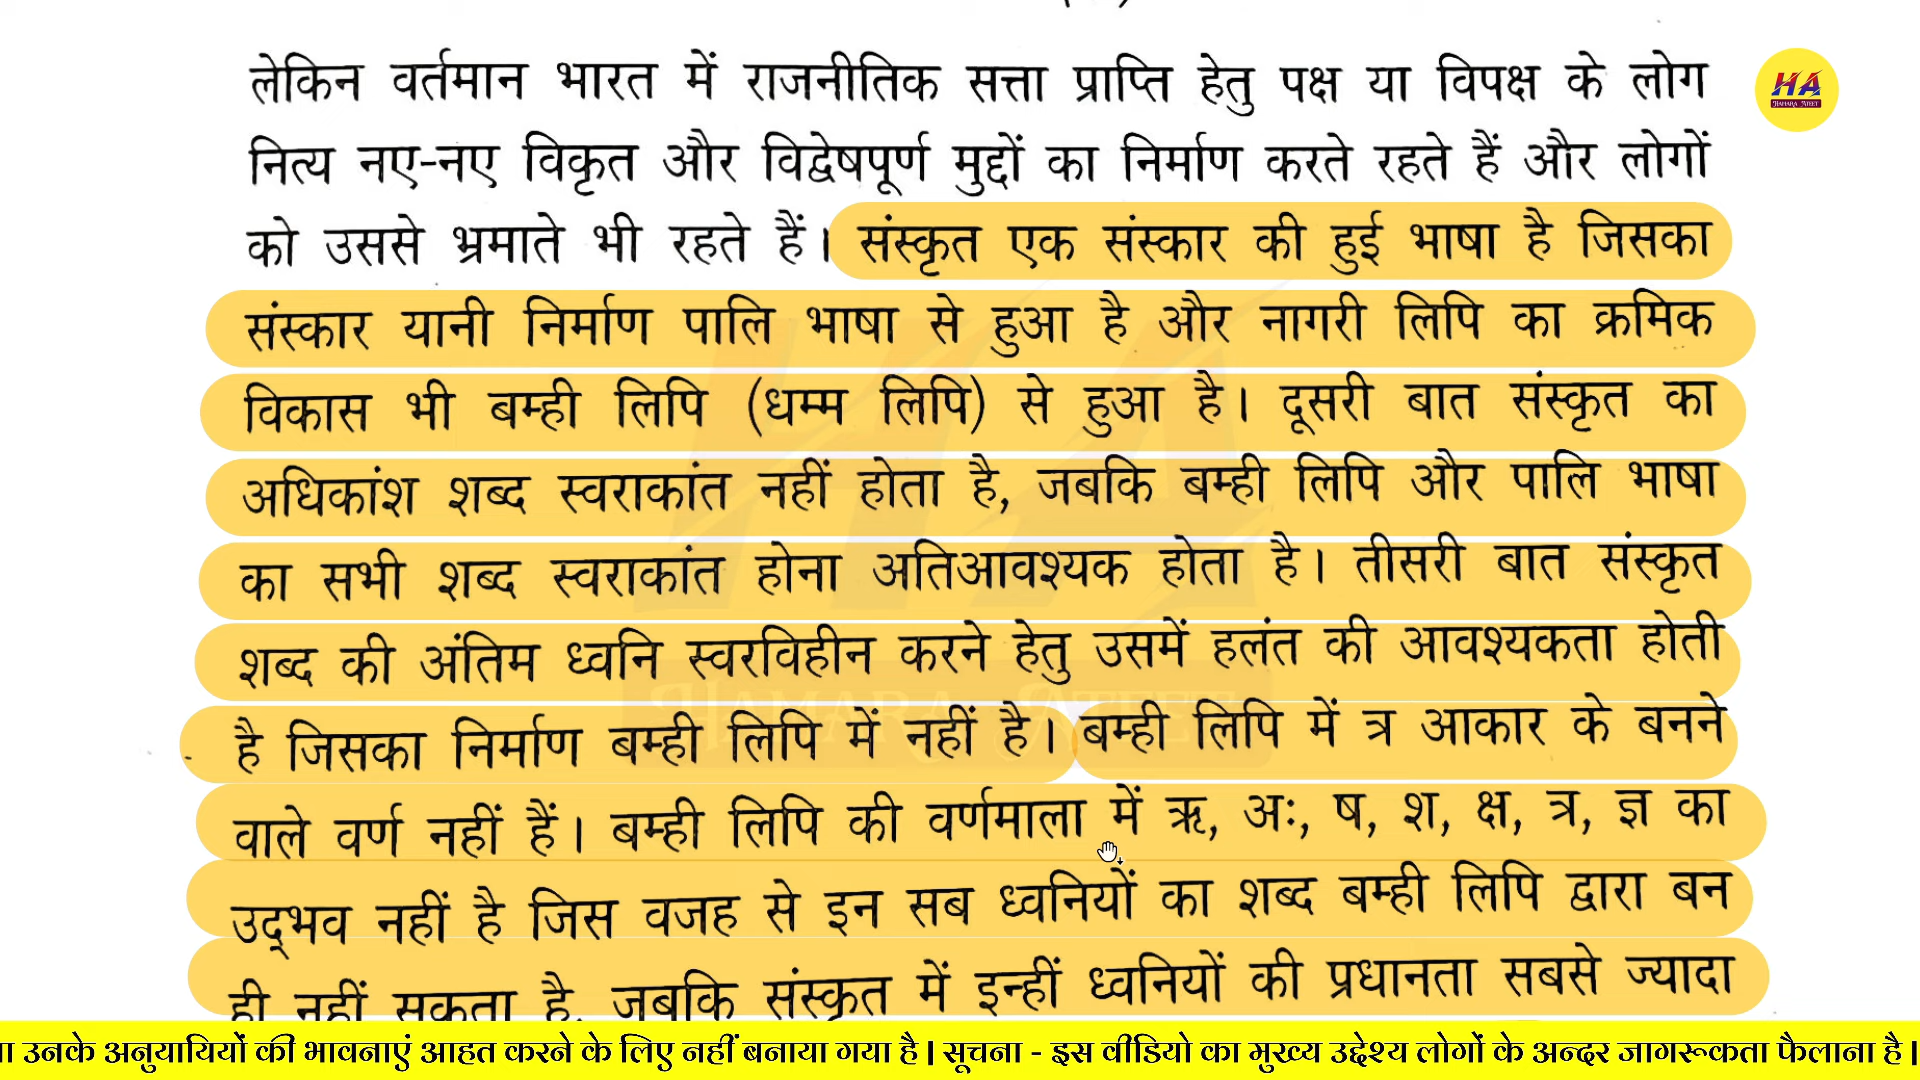 लेकिन वर्तमान भारत में राजनीतिक सत्ता प्राप्ति हेतु पक्ष या विपक्ष के लोग
HA
HAMARA ATEET
नित्य नए-नए विकृत और विद्वेषपूर्ण मुद्दों का निर्माण करते रहते हैं और लोगों
को उससे भ्रमाते भी रहते हैं। संस्कृत एक संस्कार की हुई भाषा है जिसका
संस्कार यानी निर्माण पालि भाषा से हुआ है और नागरी लिपि का क्रमिक
विकास भी बम्ही लिपि (धम्म लिपि) से हुआ है। दूसरी बात संस्कृत का
अधिकांश शब्द स्वराकांत नहीं होता है, जबकि बम्ही लिपि और पालि भाषा
का सभी शब्द स्वराकांत होना अतिआवश्यक होता है। तीसरी बात संस्कृत
शब्द की अंतिम ध्वनि स्वरविहीन करने हेतु उसमें हलंत की आवश्यकता होती
है जिसका निर्माण बम्ही लिपि में नहीं है। बम्ही लिपि में त्र आकार के बनने
वाले वर्ण नहीं हैं। बम्ही लिपि की वर्णमाला में ऋ, अः, ष, श, क्ष, त्र, ज्ञ का
उद्भव नहीं है जिस वजह से इन सब ध्वनियों का शब्द बम्ही लिपि द्वारा बन
ही नहीं सकता है, जबकि संस्कृत में इन्हीं ध्वनियों की प्रधानता सबसे ज्यादा
उनके अनुयायियों की भावनाएं आहत करने के लिए नहीं बनाया गया है | सूचना - इस वीडियो का मुख्य उद्देश्य लोगों के अन्दर जागरूकता फैलाना है |